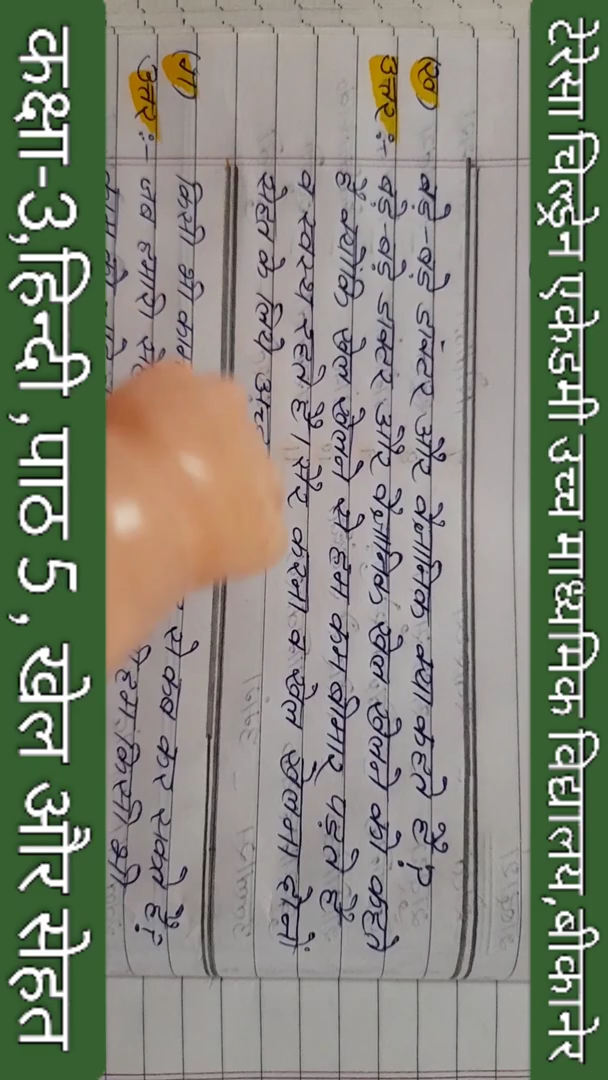 टेरेसा चिल्ड्रेन एकेडमी उच्च माध्यमिक विद्यालय,बीकानेर
(ख) बड़े-बड़े डॉक्टर और वैज्ञानिक क्या कहते हैं?
उत्तर:- बड़े-बड़े डॉक्टर और वैज्ञानिक खेल खेलने को कहते
हैं क्योंकि खेल खेलने से हम कम बीमार पड़ते हैं
व स्वस्थ रहते हैं। सैर करना व खेल खेलना दोनों
सेहत के लिये
(ग) किसी भी से कब कर सकते हैं?
उत्तर:- जब हमारी हम किसी भी
कक्षा-3,हिन्दी ,पाठ 5 , खेल और सेहत